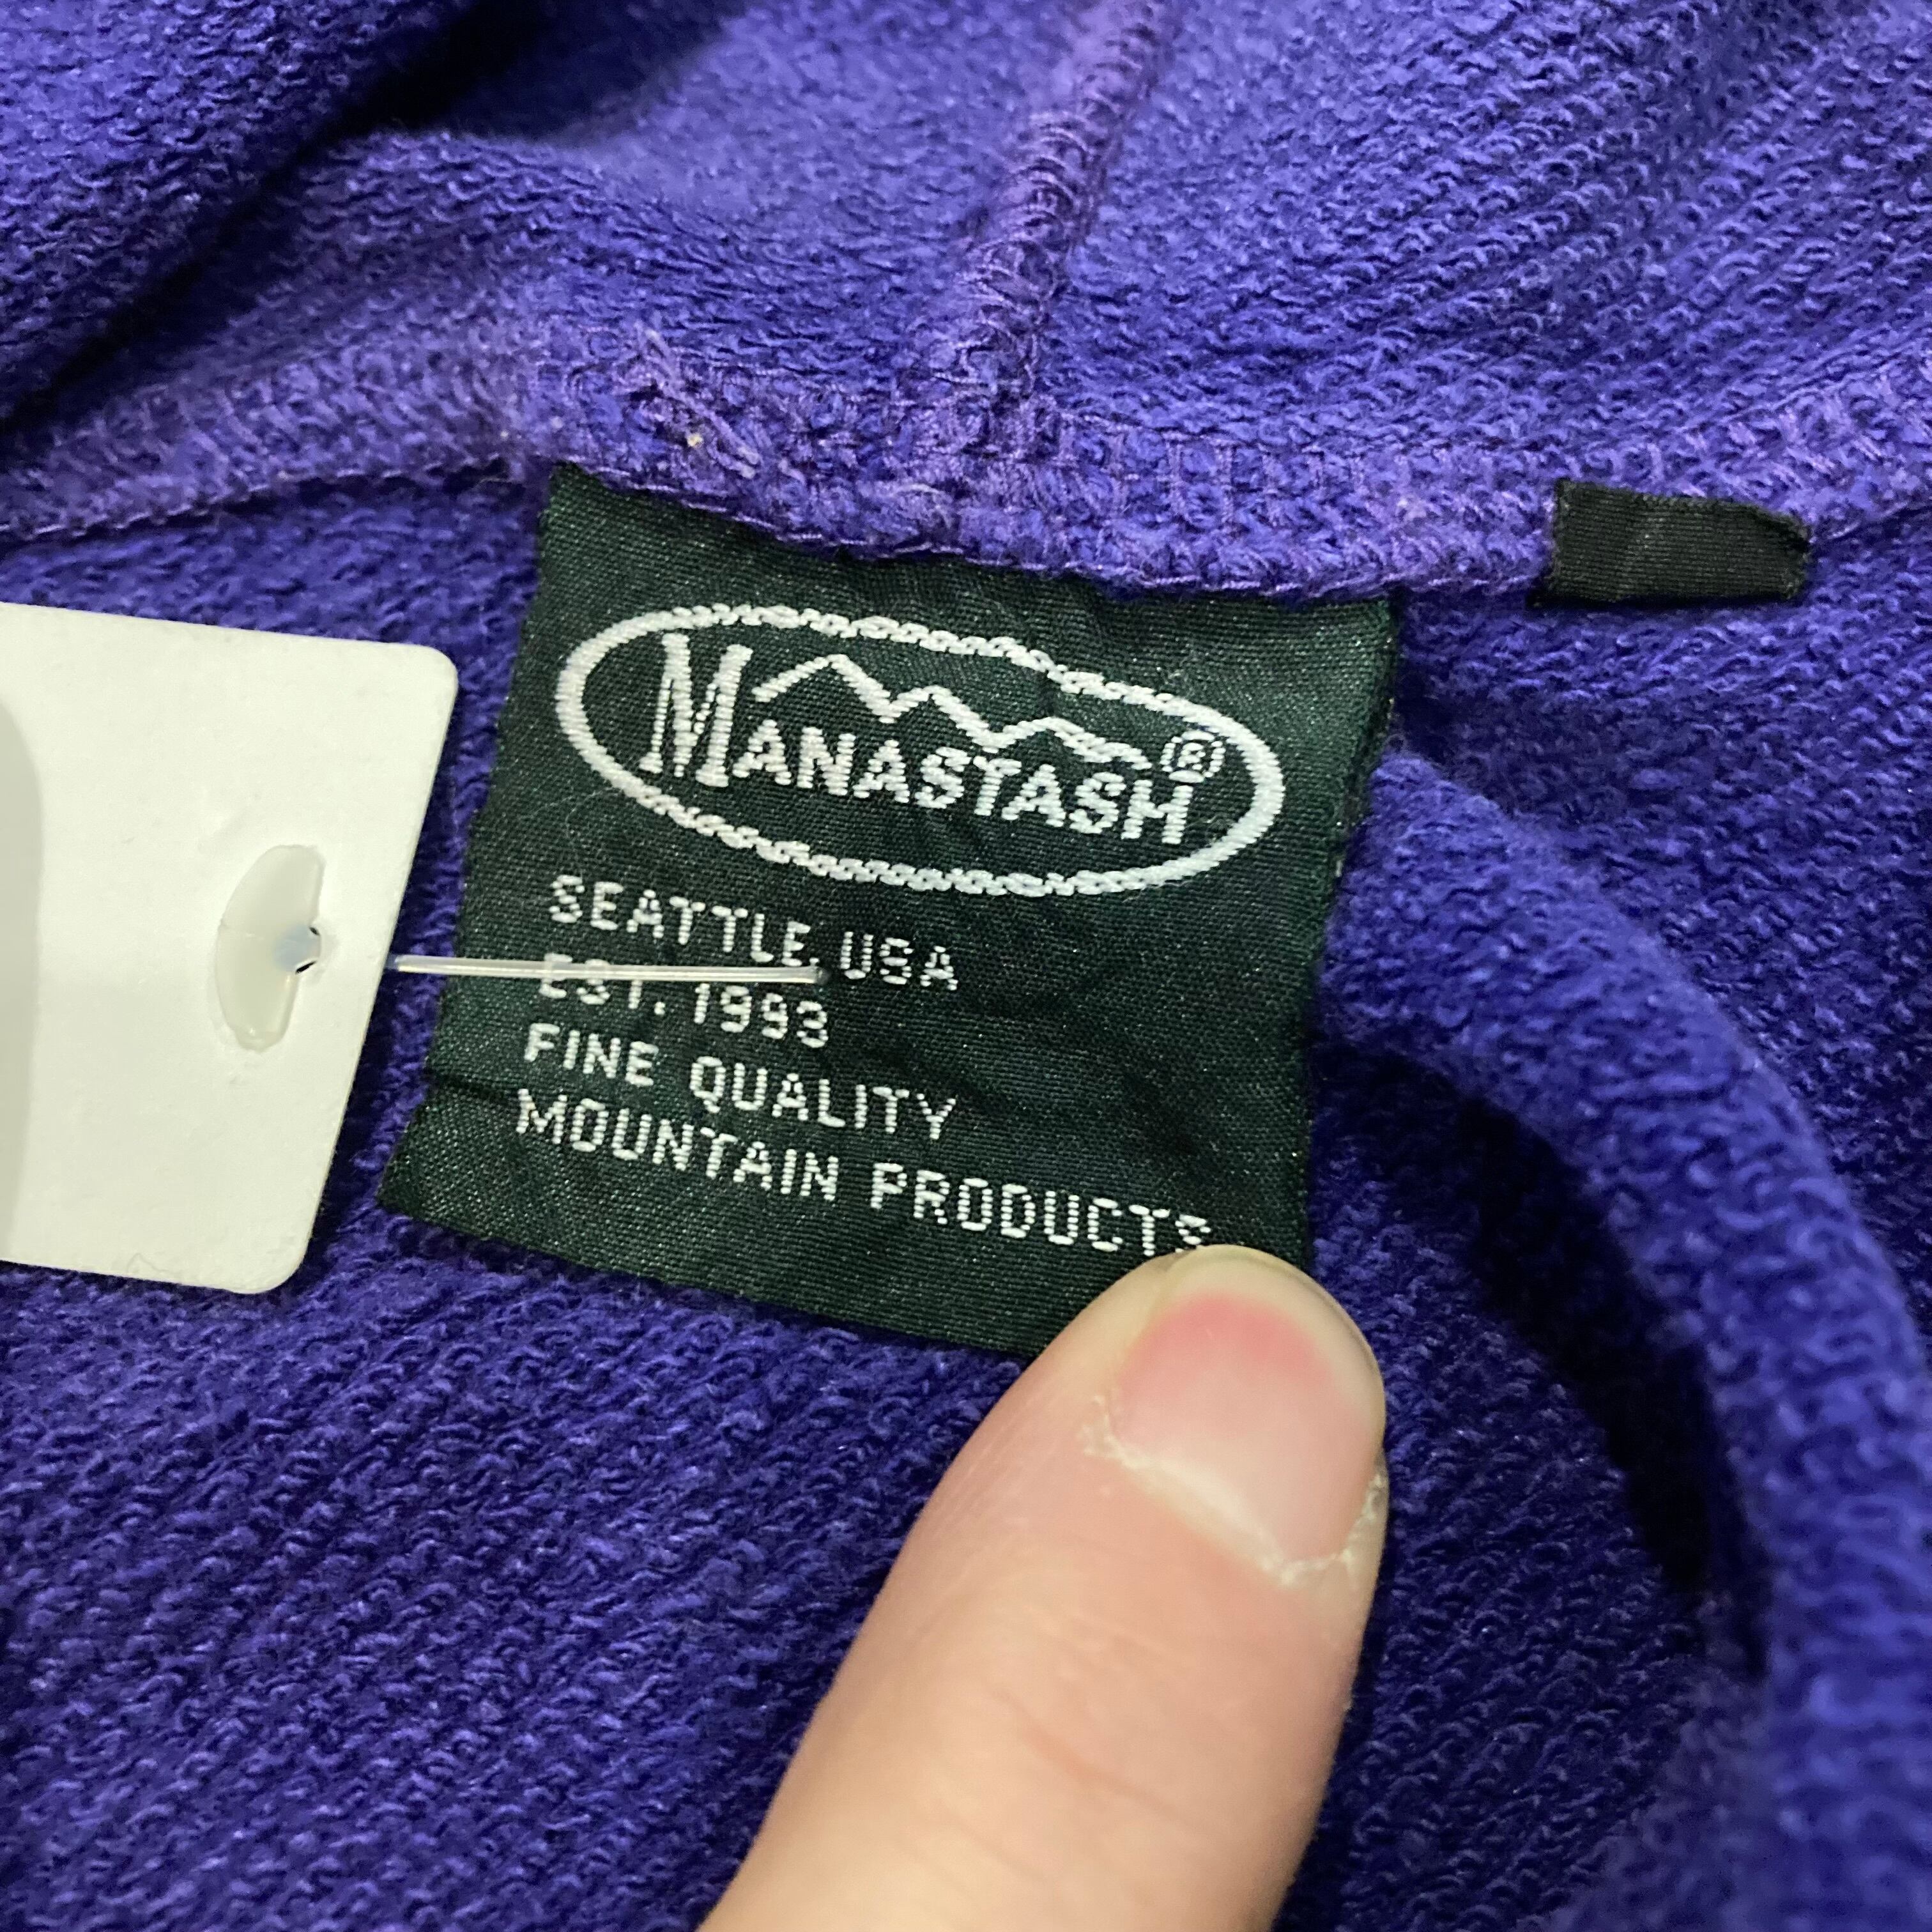 MANASTASH®
SEATTLE, USA
EST. 1993
FINE QUALITY
MOUNTAIN PRODUCTS